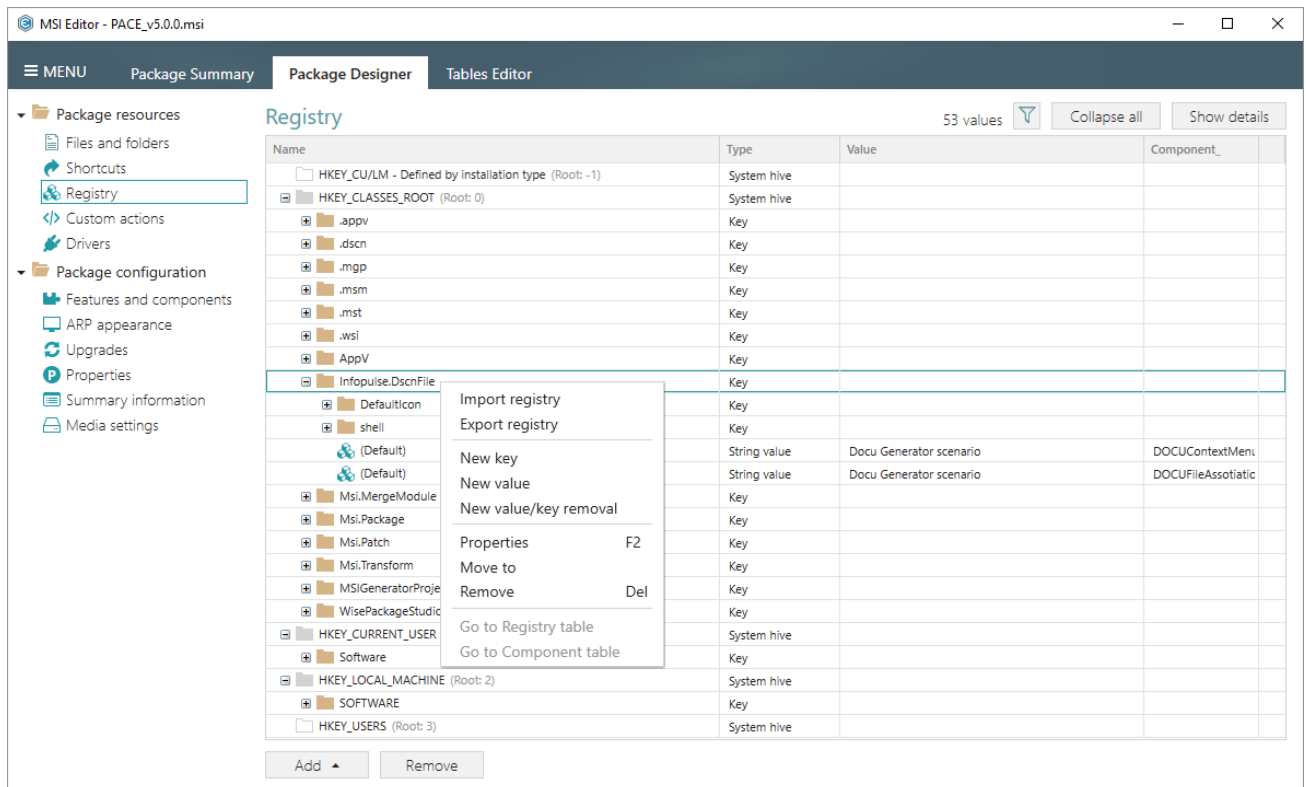 MSI Editor - PACE_v5.0.0.msi
MENU Package Summary Package Designer Tables Editor
Package resources
Files and folders
Shortcuts
Registry
Custom actions
Drivers
Package configuration
Features and components
ARP appearance
Upgrades
Properties
Summary information
Media settings
Registry 53 values Collapse all Show details
Name Type Value Component_
HKEY_CU/LM - Defined by installation type (Root: -1) System hive
HKEY_CLASSES_ROOT (Root: 0) System hive
.appv Key
.dscn Key
.mgp Key
.msm Key
.mst Key
.wsi Key
AppV Key
Infopulse.DscnFile Key
DefaultIcon Key
shell Key
(Default) String value Docu Generator scenario DOCUContextMenu
(Default) String value Docu Generator scenario DOCUFileAssotiatic
Msi.MergeModule Key
Msi.Package Key
Msi.Patch Key
Msi.Transform Key
MSIGeneratorProje Key
WisePackageStudic Key
HKEY_CURRENT_USER System hive
Software Key
HKEY_LOCAL_MACHINE (Root: 2) System hive
SOFTWARE Key
HKEY_USERS (Root: 3) System hive
Import registry
Export registry
New key
New value
New value/key removal
Properties F2
Move to
Remove Del
Go to Registry table
Go to Component table
Add Remove